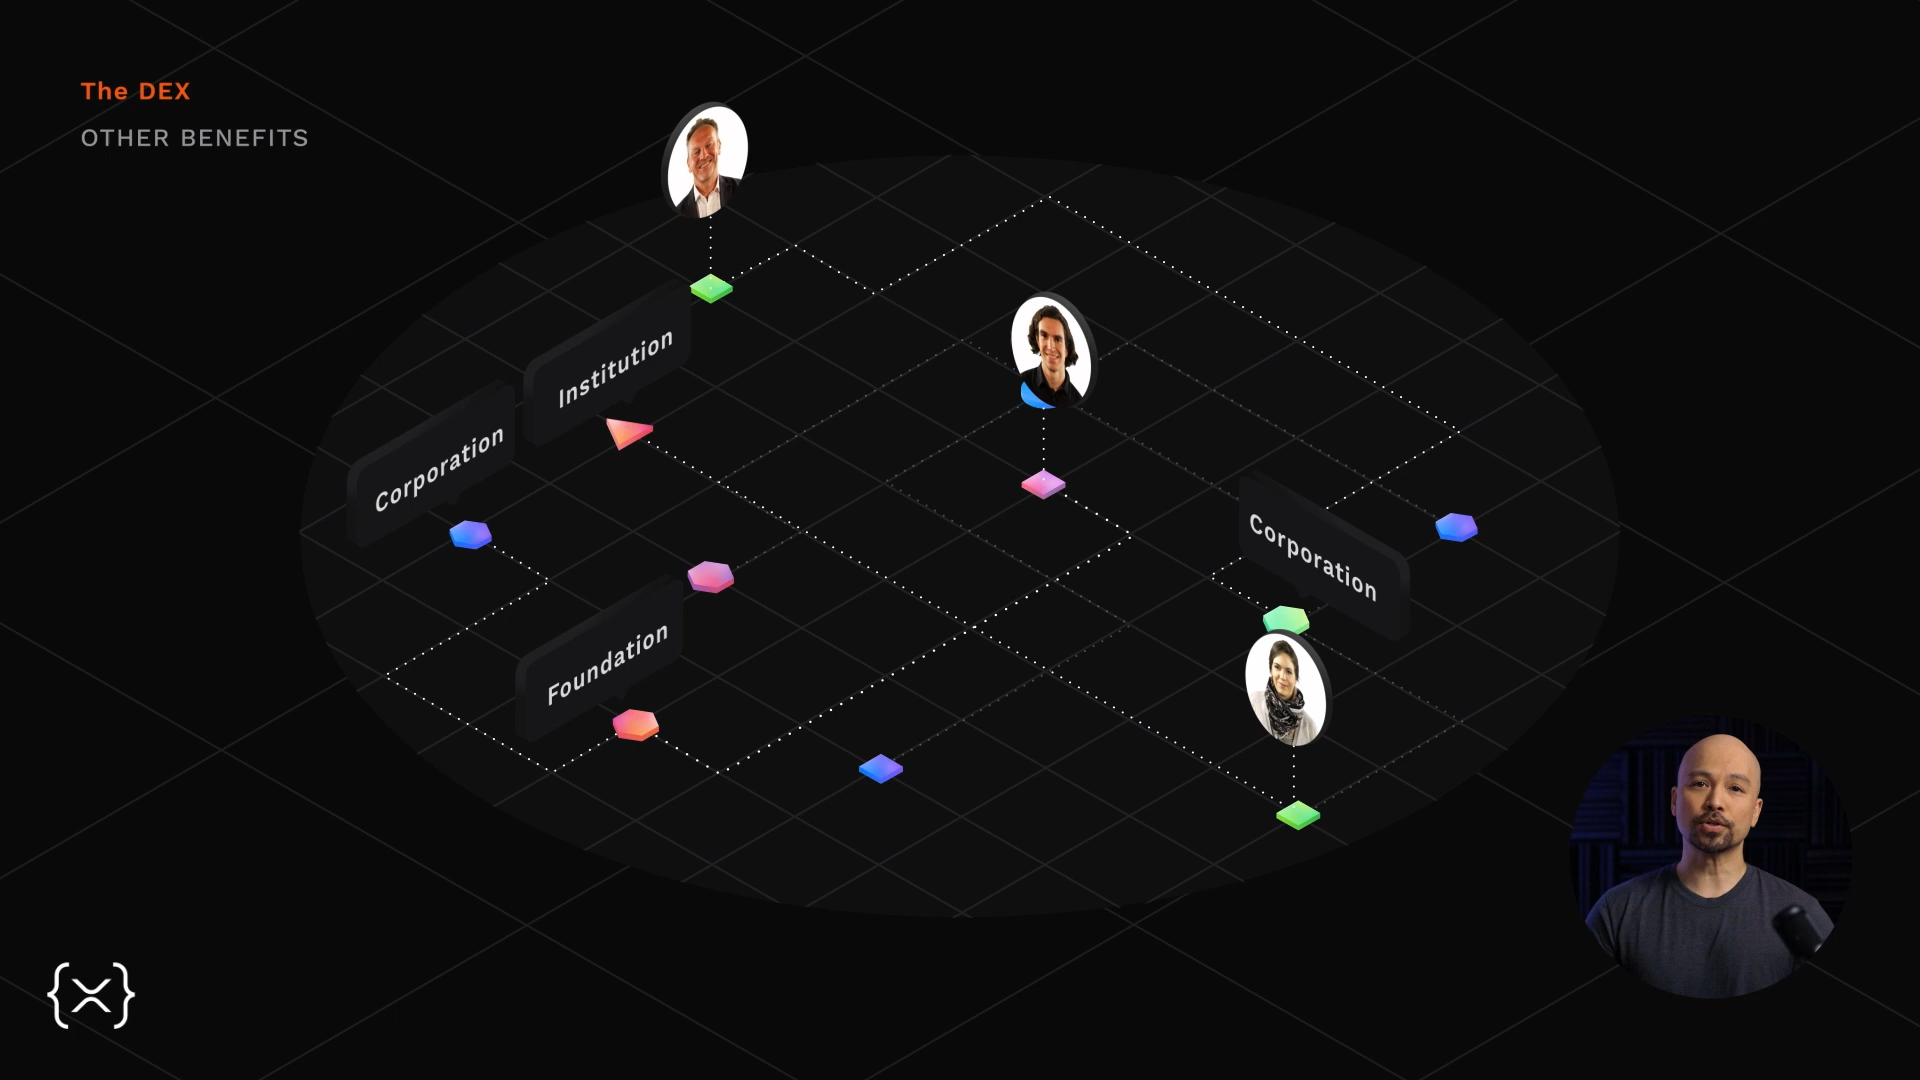 The DEX
OTHER BENEFITS
Institution
Corporation
Corporation
Foundation